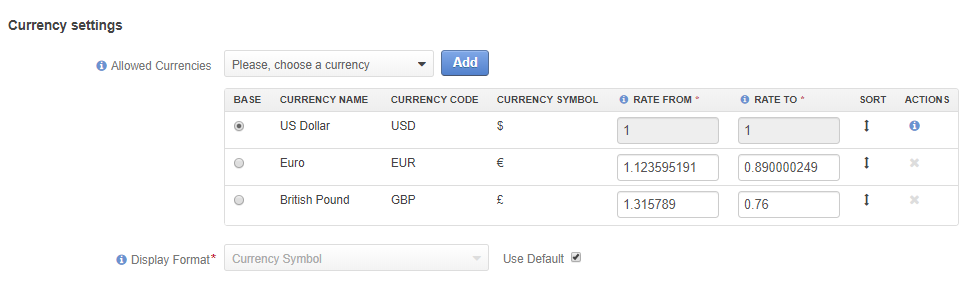 Currency settings
Allowed Currencies Please, choose a currency Add
BASE CURRENCY NAME CURRENCY CODE CURRENCY SYMBOL RATE FROM * RATE TO * SORT ACTIONS
US Dollar USD $ 1 1
Euro EUR € 1.123595191 0.890000249
British Pound GBP £ 1.315789 0.76
Display Format* Currency Symbol Use Default